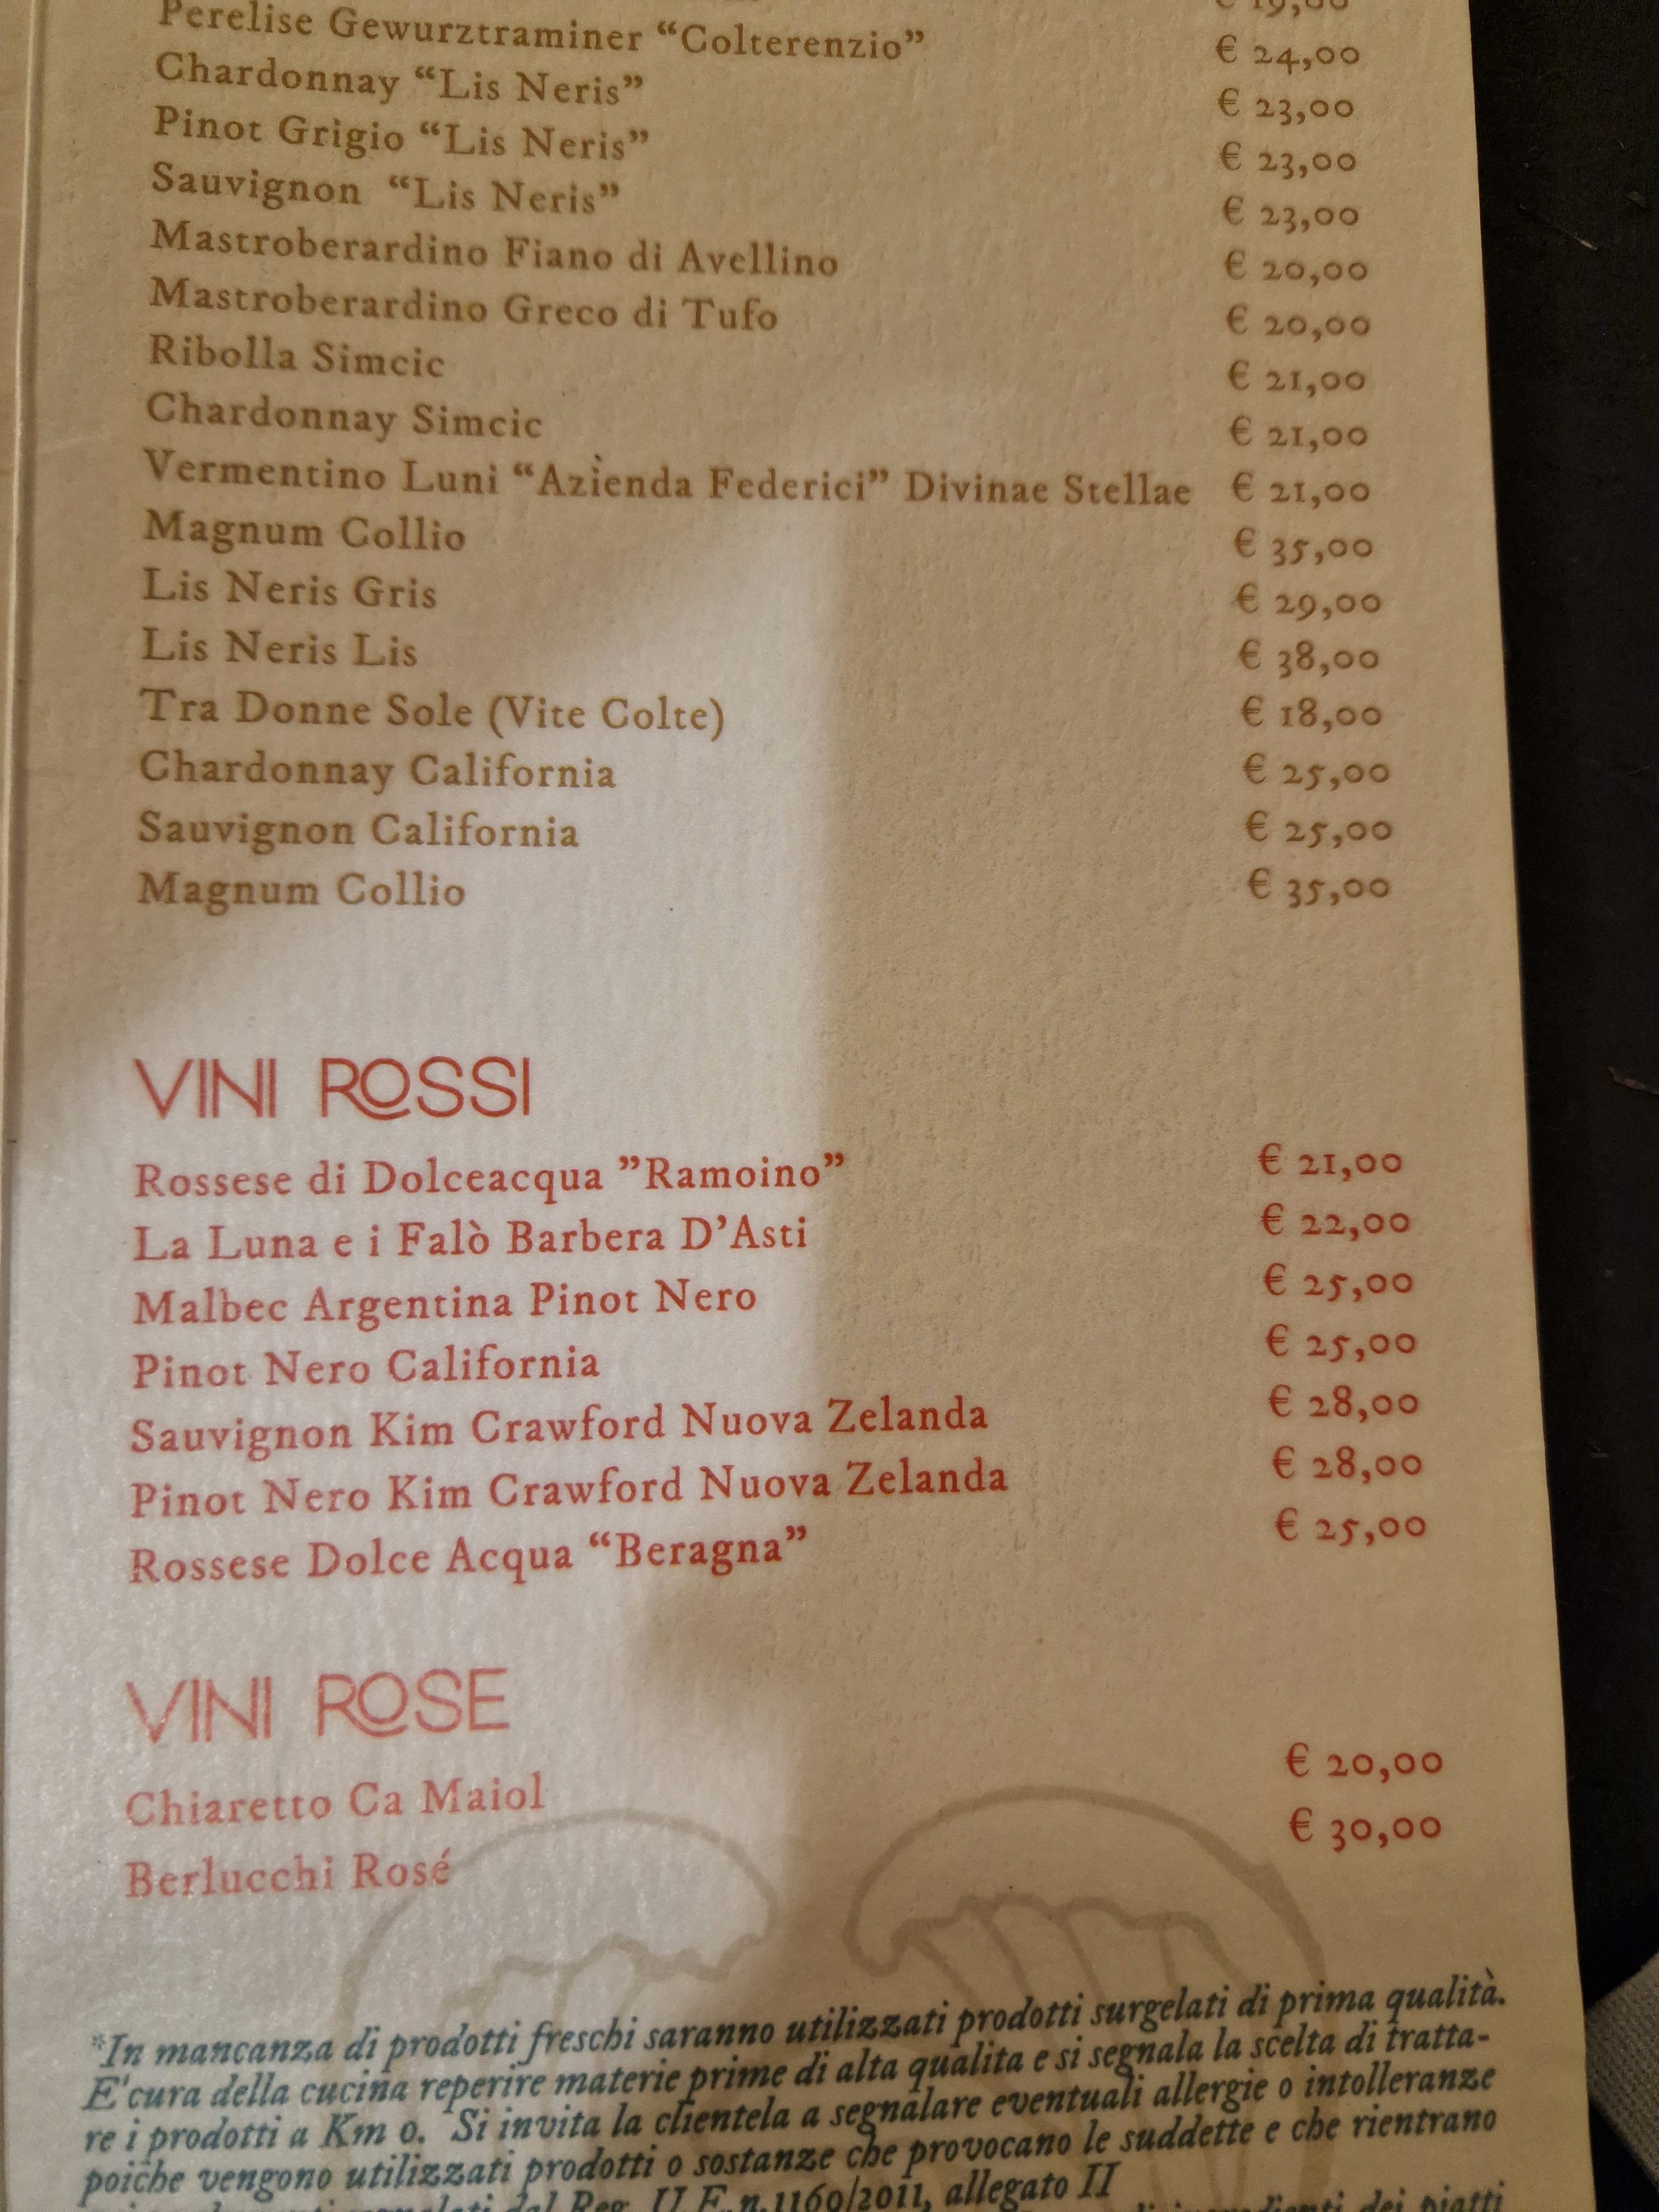 € 19,00
Perelise Gewurztraminer “Colterenzio” € 24,00
Chardonnay “Lis Neris” € 23,00
Pinot Grigio “Lis Neris” € 23,00
Sauvignon “Lis Neris” € 23,00
Mastroberardino Fiano di Avellino € 20,00
Mastroberardino Greco di Tufo € 20,00
Ribolla Simcic € 21,00
Chardonnay Simcic € 21,00
Vermentino Luni “Azienda Federici” Divinae Stellae € 21,00
Magnum Collio € 35,00
Lis Neris Gris € 29,00
Lis Neris Lis € 38,00
Tra Donne Sole (Vite Colte) € 18,00
Chardonnay California € 25,00
Sauvignon California € 25,00
Magnum Collio € 35,00
VINI ROSSI
Rossese di Dolceacqua ”Ramoino” € 21,00
La Luna e i Falò Barbera D’Asti € 22,00
Malbec Argentina Pinot Nero € 25,00
Pinot Nero California € 25,00
Sauvignon Kim Crawford Nuova Zelanda € 28,00
Pinot Nero Kim Crawford Nuova Zelanda € 28,00
Rossese Dolce Acqua “Beragna” € 25,00
VINI ROSE
Chiaretto Ca Maiol € 20,00
Berlucchi Rosé € 30,00
*In mancanza di prodotti freschi saranno utilizzati prodotti surgelati di prima qualità.
E'cura della cucina reperire materie prime di alta qualita e si segnala la scelta di tratta-
re i prodotti a Km 0. Si invita la clientela a segnalare eventuali allergie o intolleranze
poiche vengono utilizzati prodotti o sostanze che provocano le suddette e che rientrano
dal Reg. U.E. n. 1160/2011, allegato II
dei piatti